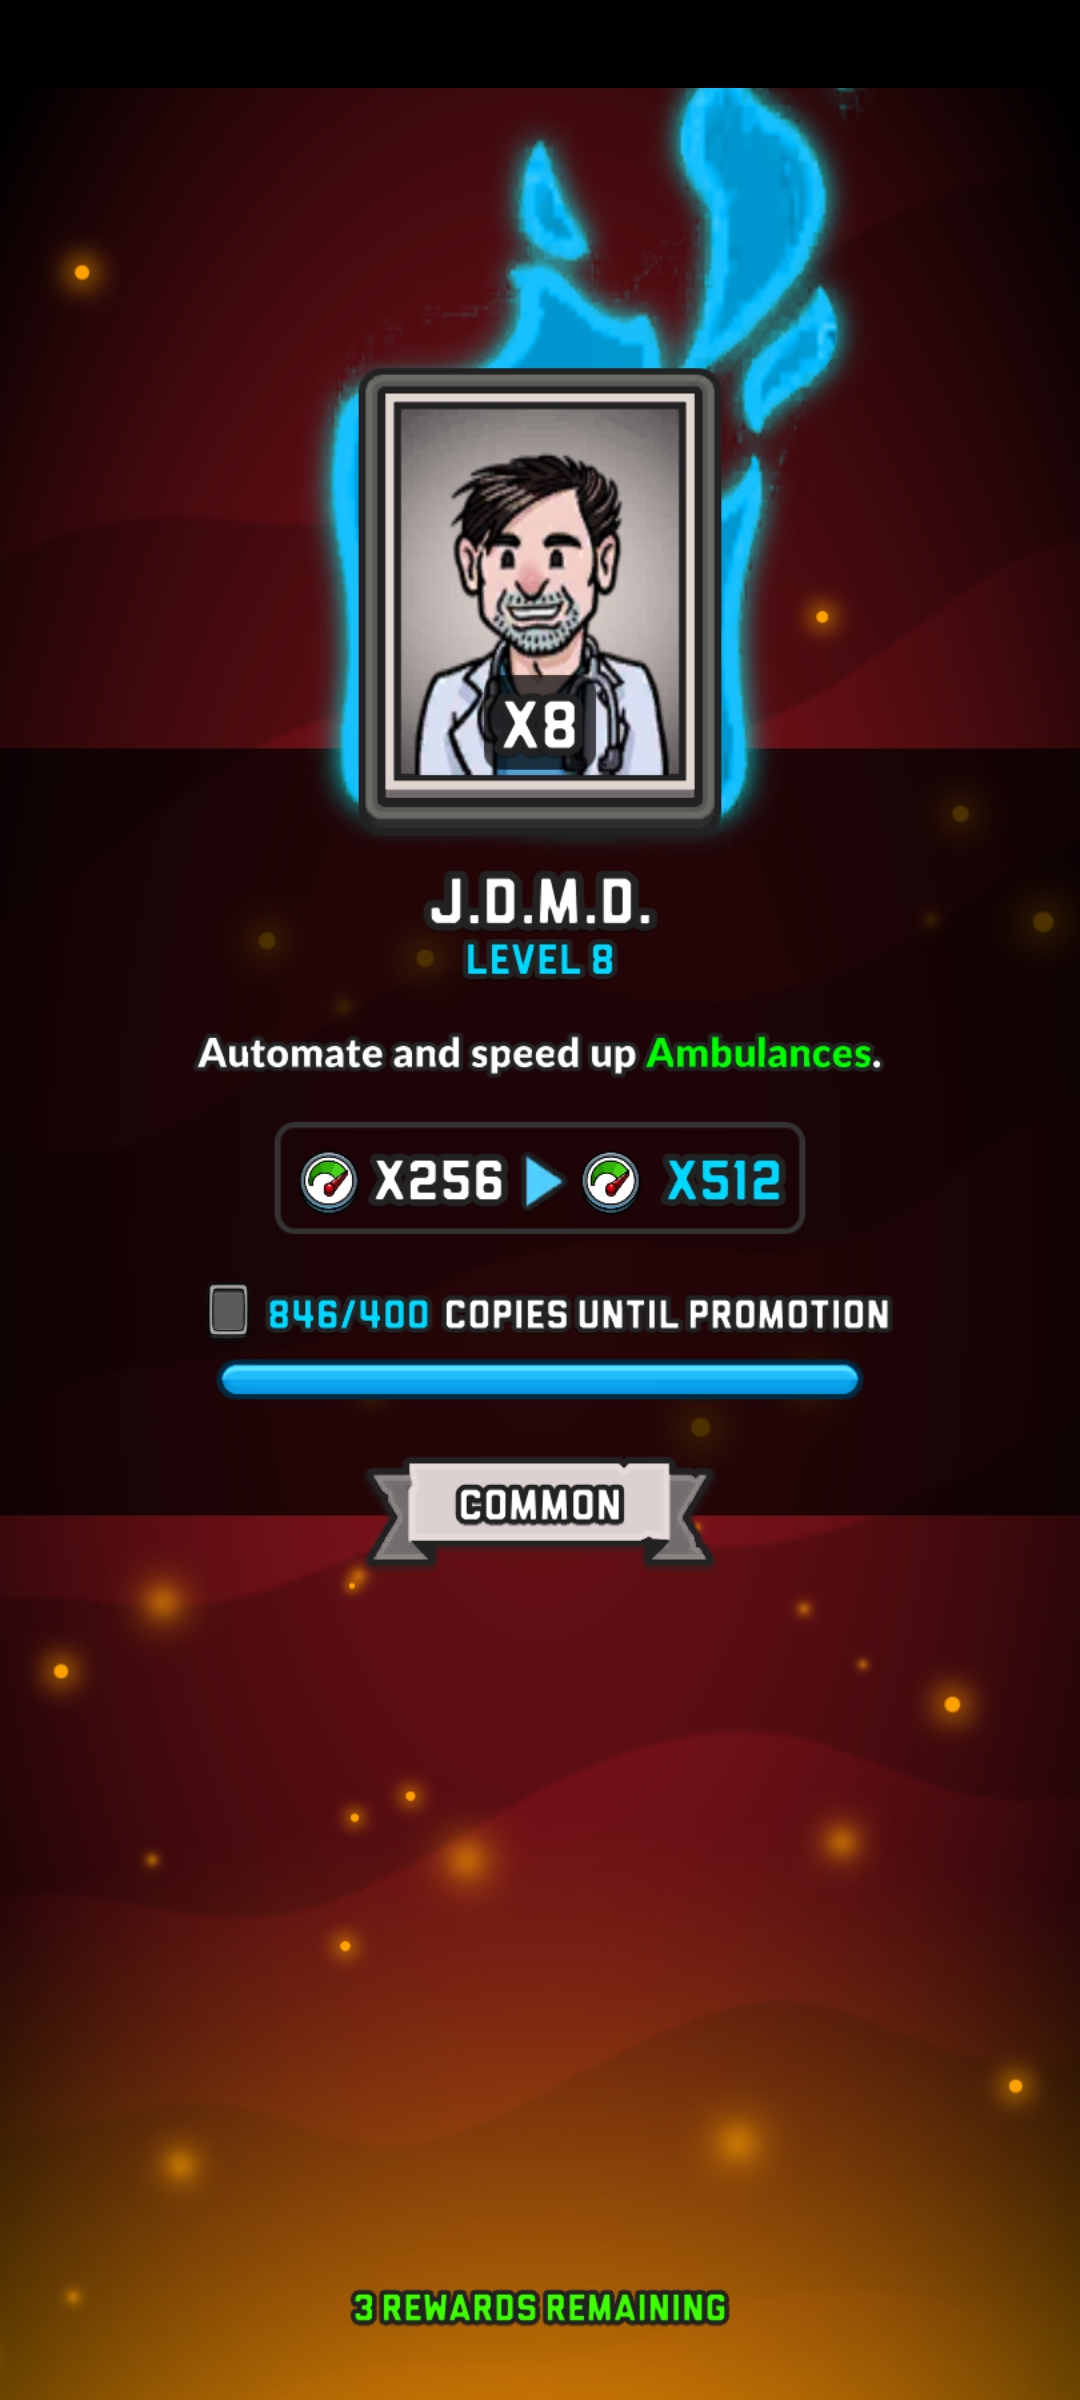 X8
J.D.M.D.
LEVEL 8
Automate and speed up Ambulances.
X256 X512
846/400 COPIES UNTIL PROMOTION
COMMON
3 REWARDS REMAINING